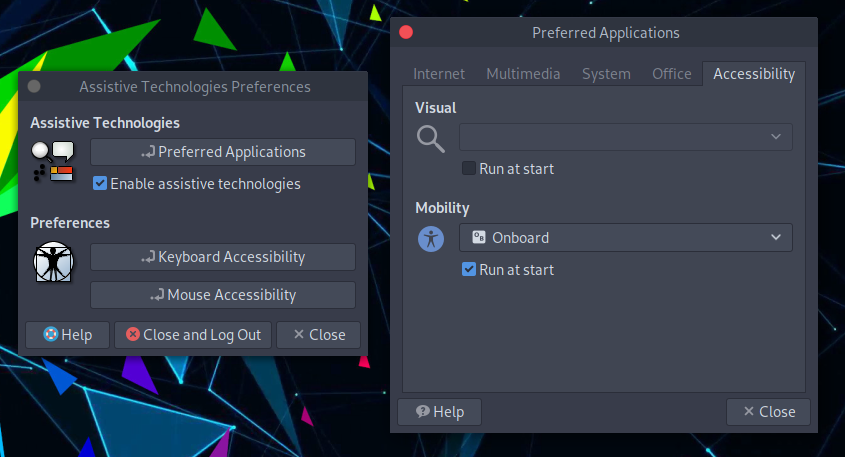 Assistive Technologies Preferences
Assistive Technologies
Preferred Applications
Enable assistive technologies
Preferences
Keyboard Accessibility
Mouse Accessibility
Help Close and Log Out Close
Preferred Applications
Internet Multimedia System Office Accessibility
Visual
Run at start
Mobility
Onboard
Run at start
Help Close